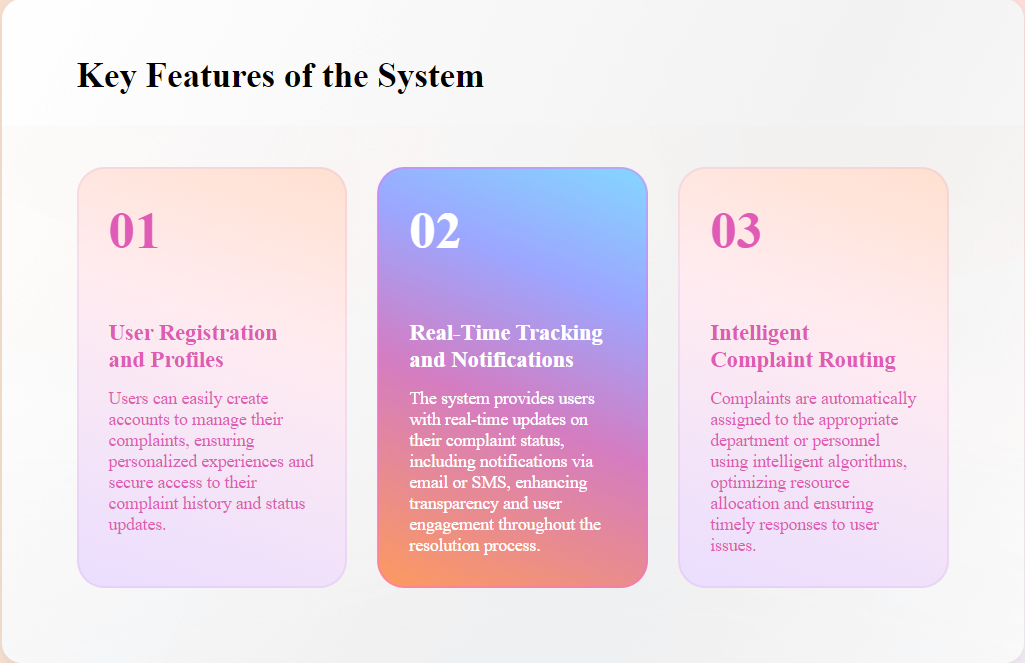 Key Features of the System
01
User Registration
and Profiles
Users can easily create
accounts to manage their
complaints, ensuring
personalized experiences and
secure access to their
complaint history and status
updates.
02
Real-Time Tracking
and Notifications
The system provides users
with real-time updates on
their complaint status,
including notifications via
email or SMS, enhancing
transparency and user
engagement throughout the
resolution process.
03
Intelligent
Complaint Routing
Complaints are automatically
assigned to the appropriate
department or personnel
using intelligent algorithms,
optimizing resource
allocation and ensuring
timely responses to user
issues.